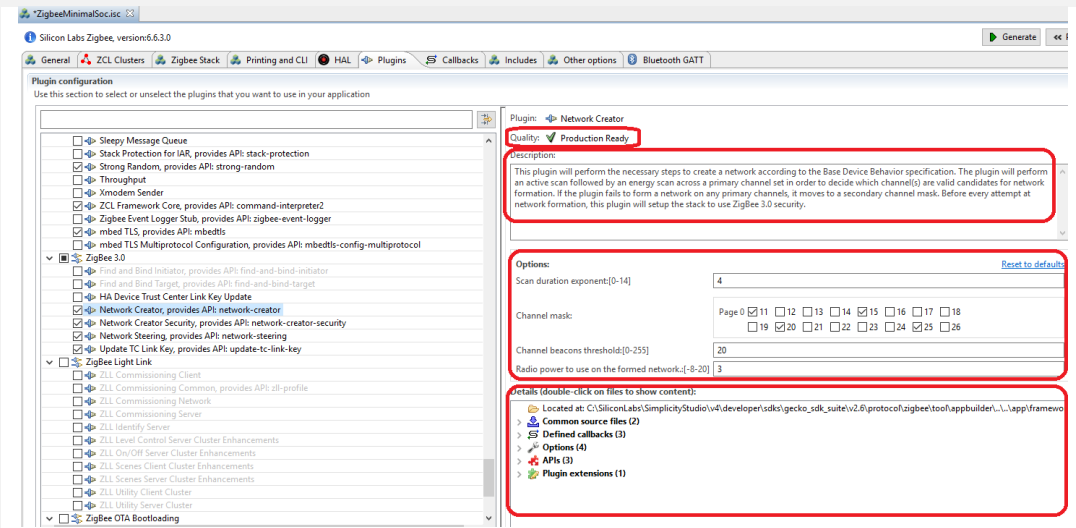 *ZigbeeMinimalSoc.isc
Silicon Labs Zigbee, version:6.6.3.0
Generate
General ZCL Clusters Zigbee Stack Printing and CLI HAL Plugins Callbacks Includes Other options Bluetooth GATT
Plugin configuration
Use this section to select or unselect the plugins that you want to use in your application
Sleepy Message Queue
Stack Protection for IAR, provides API: stack-protection
Strong Random, provides API: strong-random
Throughput
Xmodem Sender
ZCL Framework Core, provides API: command-interpreter2
Zigbee Event Logger Stub, provides API: zigbee-event-logger
mbed TLS, provides API: mbedtls
mbed TLS Multiprotocol Configuration, provides API: mbedtls-config-multiprotocol
ZigBee 3.0
Find and Bind Initiator, provides API: find-and-bind-initiator
Find and Bind Target, provides API: find-and-bind-target
HA Device Trust Center Link Key Update
Network Creator, provides API: network-creator
Network Creator Security, provides API: network-creator-security
Network Steering, provides API: network-steering
Update TC Link Key, provides API: update-tc-link-key
ZigBee Light Link
ZLL Commissioning Client
ZLL Commissioning Common, provides API: zll-profile
ZLL Commissioning Network
ZLL Commissioning Server
ZLL Identify Server
ZLL Level Control Server Cluster Enhancements
ZLL On/Off Server Cluster Enhancements
ZLL Scenes Client Cluster Enhancements
ZLL Scenes Server Cluster Enhancements
ZLL Utility Client Cluster
ZLL Utility Server Cluster
ZigBee OTA Bootloading
Plugin: Network Creator
Quality: Production Ready
Description:
This plugin will perform the necessary steps to create a network according to the Base Device Behavior specification. The plugin will perform
an active scan followed by an energy scan across a primary channel set in order to decide which channel(s) are valid candidates for network
formation. If the plugin fails to form a network on any primary channels, it moves to a secondary channel mask. Before every attempt at
network formation, this plugin will setup the stack to use ZigBee 3.0 security.
Options: Reset to defaults
Scan duration exponent:[0-14] 4
Channel mask: Page 0 11 12 13 14 15 16 17 18
19 20 21 22 23 24 25 26
Channel beacons threshold:[0-255] 20
Radio power to use on the formed network.:[-8-20] 3
Details (double-click on files to show content):
Located at: C:\SiliconLabs\SimplicityStudio\v4\developer\sdks\gecko_sdk_suite\v2.6\protocol\zigbee\tool\appbuilder\..\..\app\framewo
Common source files (2)
Defined callbacks (3)
Options (4)
APIs (3)
Plugin extensions (1)